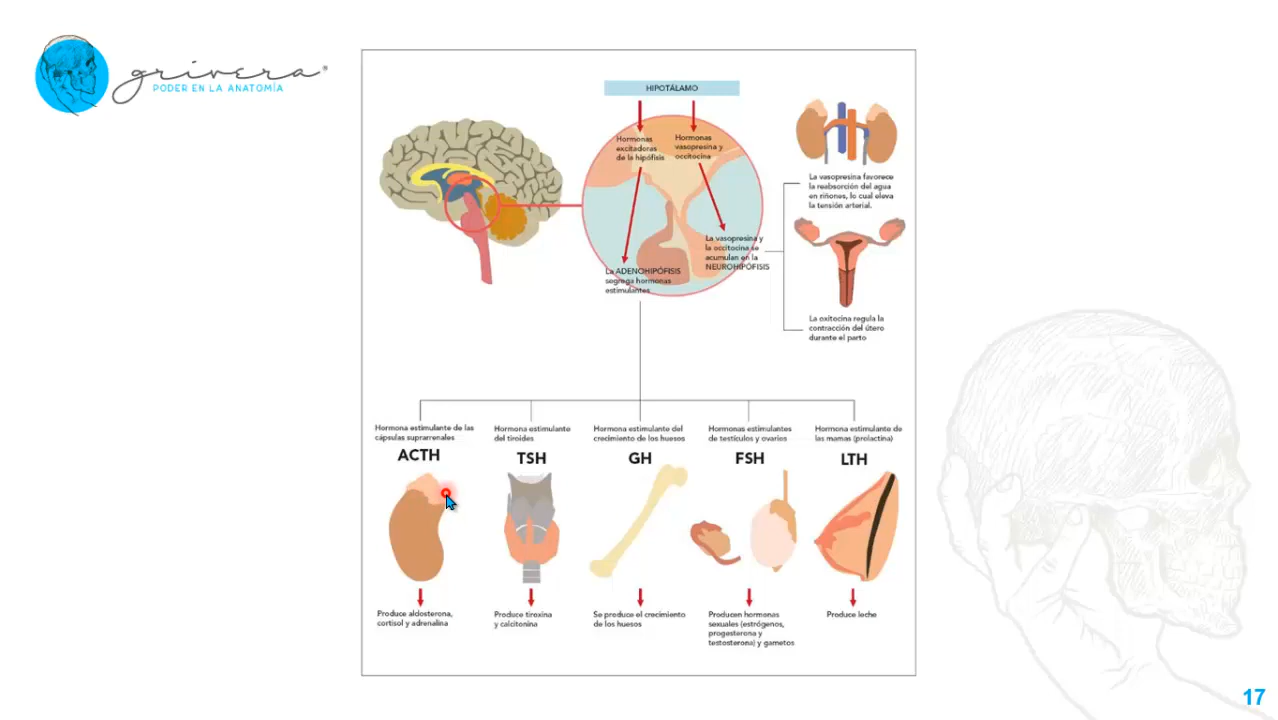 grivera®
PODER EN LA ANATOMÍA
HIPOTÁLAMO
Hormonas
excitadoras
de la hipófisis
Hormonas
vasopresina y
occitocina
La ADENOHIPÓFISIS
segrega hormonas
estimulantes
La vasopresina y
la occitocina se
acumulan en la
NEUROHIPÓFISIS
La vasopresina favorece
la reabsorción del agua
en riñones, lo cual eleva
la tensión arterial.
La oxitocina regula la
contracción del útero
durante el parto
Hormona estimulante de las
cápsulas suprarrenales
ACTH
Produce aldosterona,
cortisol y adrenalina
Hormona estimulante
del tiroides
TSH
Produce tiroxina
y calcitonina
Hormona estimulante del
crecimiento de los huesos
GH
Se produce el crecimiento
de los huesos
Hormonas estimulantes
de testículos y ovarios
FSH
Producen hormonas
sexuales (estrógenos,
progesterona y
testosterona) y gametos
Hormona estimulante de
las mamas (prolactina)
LTH
Produce leche
17